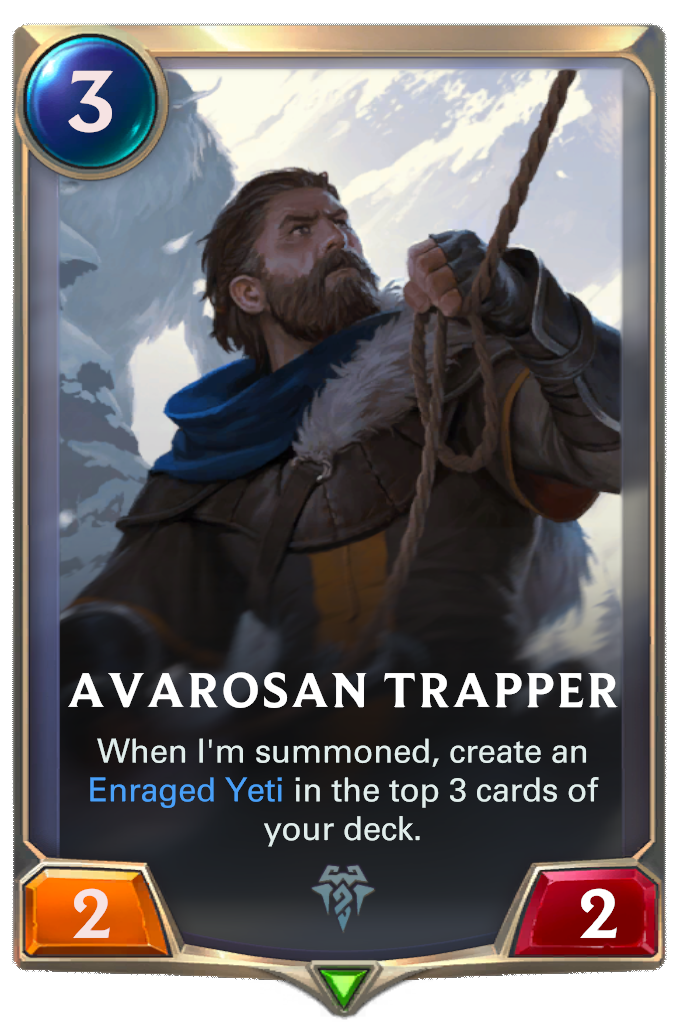 3
AVAROSAN TRAPPER
When I'm summoned, create an
Enraged Yeti in the top 3 cards of
your deck.
2
2